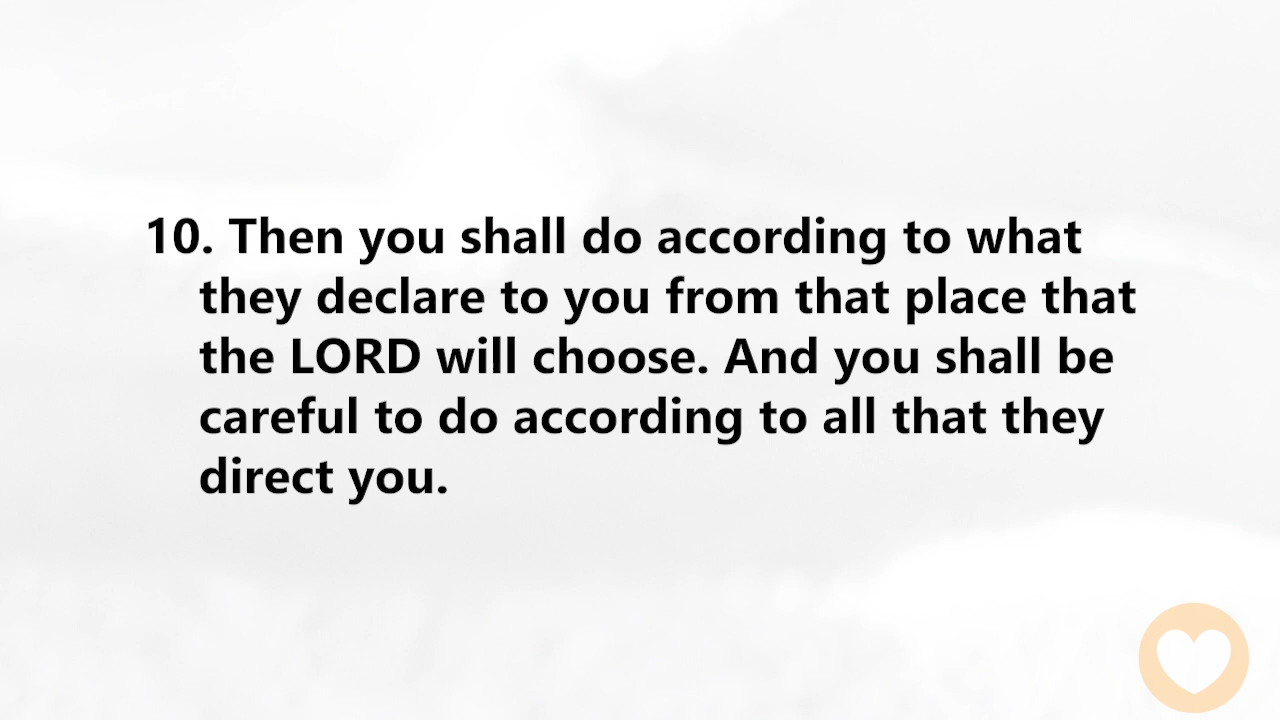 10. Then you shall do according to what
they declare to you from that place that
the LORD will choose. And you shall be
careful to do according to all that they
direct you.